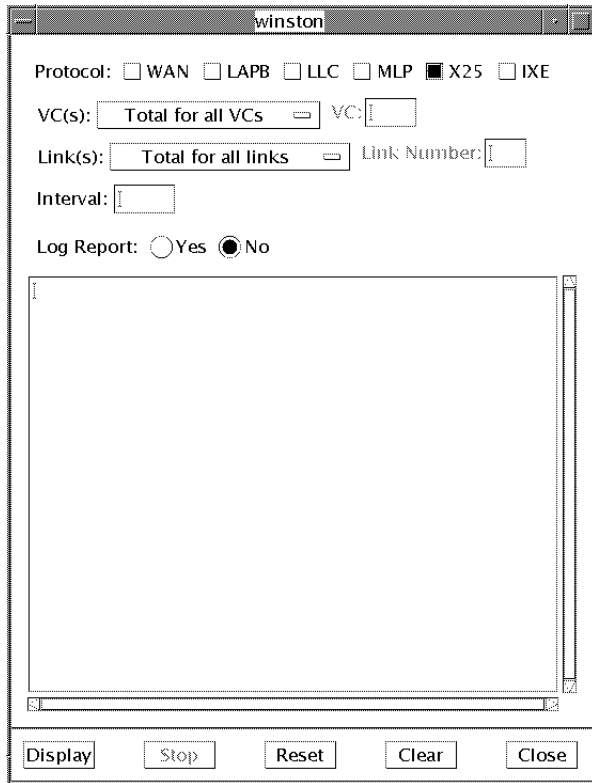 winston
Protocol: WAN LAPB LLC MLP X25 IXE
VC(s): Total for all VCs VC:
Link(s): Total for all links Link Number:
Interval:
Log Report: Yes No
Display Stop Reset Clear Close